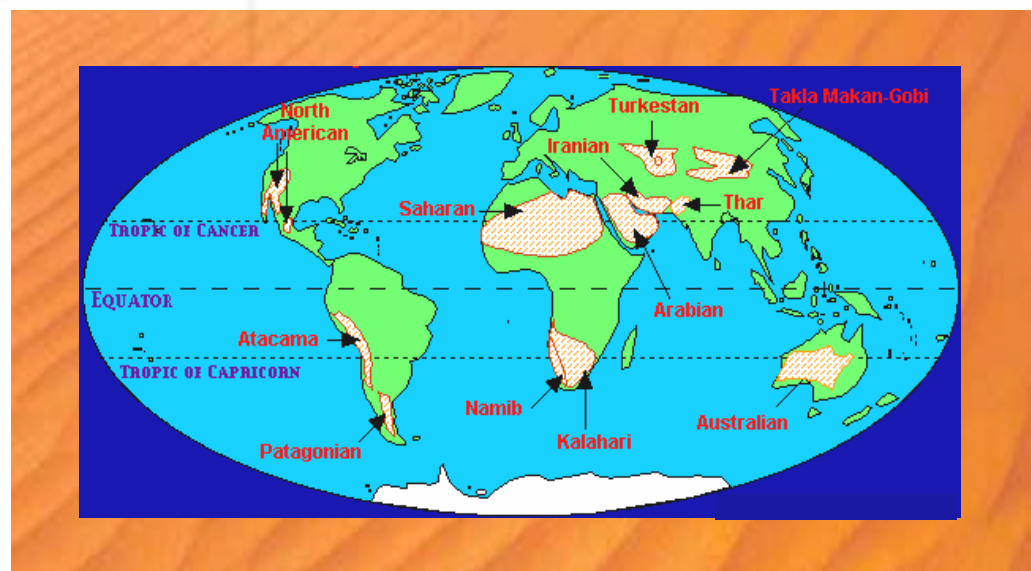 North
American
Turkestan
Takla Makan-Gobi
Iranian
Saharan
Thar
TROPIC OF CANCER
EQUATOR
Arabian
Atacama
TROPIC OF CAPRICORN
Namib
Australian
Kalahari
Patagonian